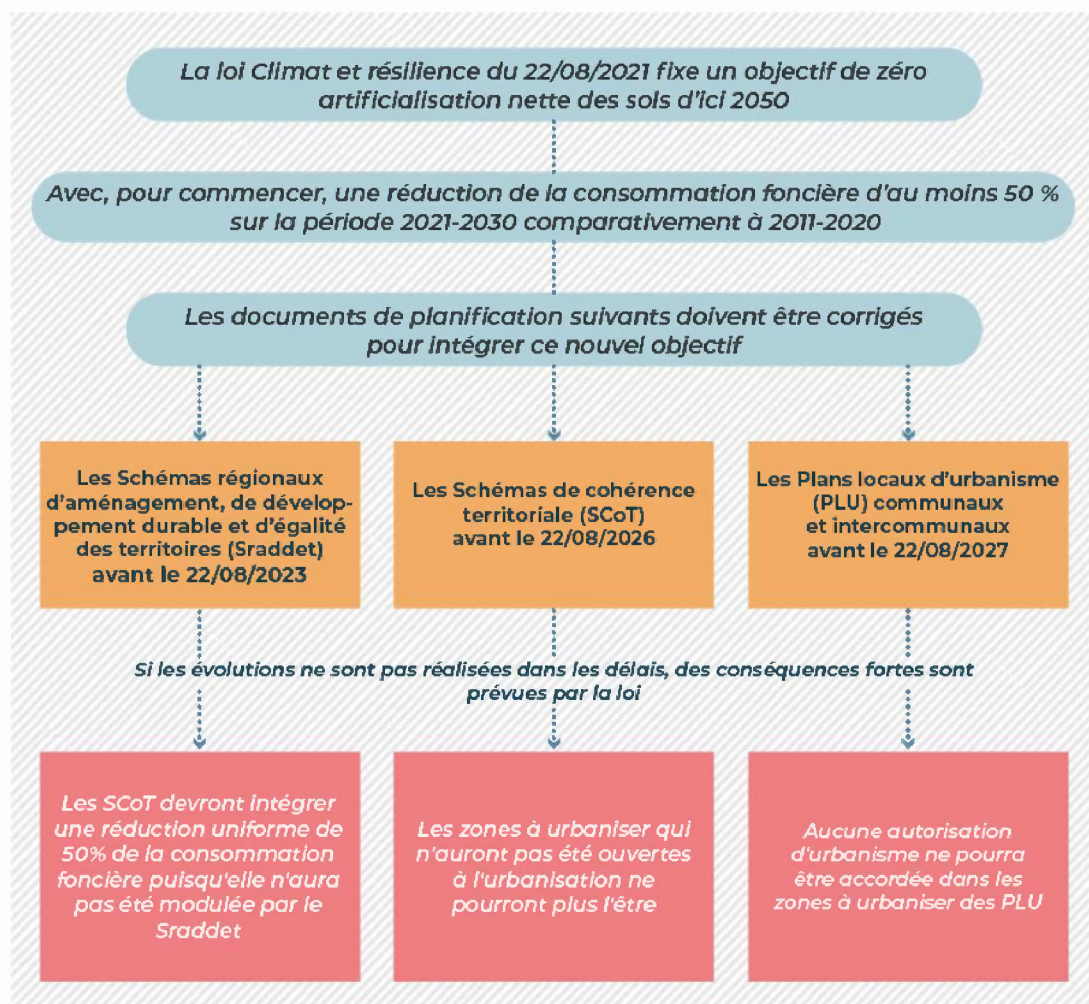 La loi Climat et résilience du 22/08/2021 fixe un objectif de zéro
artificialisation nette des sols d'ici 2050
Avec, pour commencer, une réduction de la consommation foncière d'au moins 50 %
sur la période 2021-2030 comparativement à 2011-2020
Les documents de planification suivants doivent être corrigés
pour intégrer ce nouvel objectif
Les Schémas régionaux
d'aménagement, de dévelop-
pement durable et d'égalité
des territoires (Sraddet)
avant le 22/08/2023
Les Schémas de cohérence
territoriale (SCoT)
avant le 22/08/2026
Les Plans locaux d'urbanisme
(PLU) communaux
et intercommunaux
avant le 22/08/2027
Si les évolutions ne sont pas réalisées dans les délais, des conséquences fortes sont
prévues par la loi
Les SCoT devront intégrer
une réduction uniforme de
50% de la consommation
foncière puisqu'elle n'aura
pas été modulée par le
Sraddet
Les zones à urbaniser qui
n'auront pas été ouvertes
à l'urbanisation ne
pourront plus l'être
Aucune autorisation
d'urbanisme ne pourra
être accordée dans les
zones à urbaniser des PLU